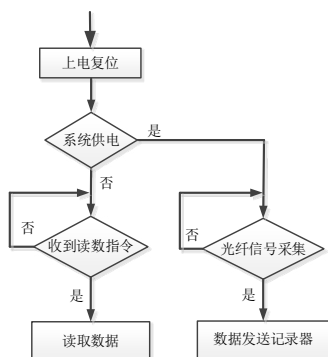 上电复位
系统供电
是
否
收到读数指令
否
光纤信号采集
否
是
是
读取数据
数据发送记录器